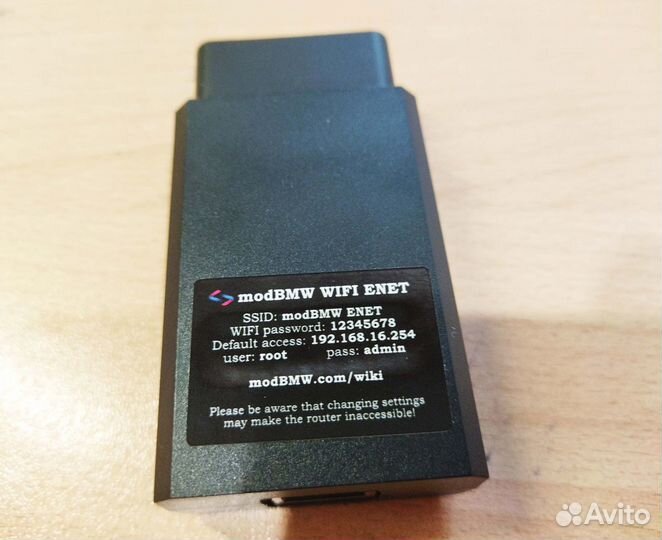 modBMW WIFI ENET
SSID: modBMW ENET
WIFI password: 12345678
Default access: 192.168.16.254
user: root pass: admin
modBMW.com/wiki
Please be aware that changing settings
may make the router inaccessible!
Avito